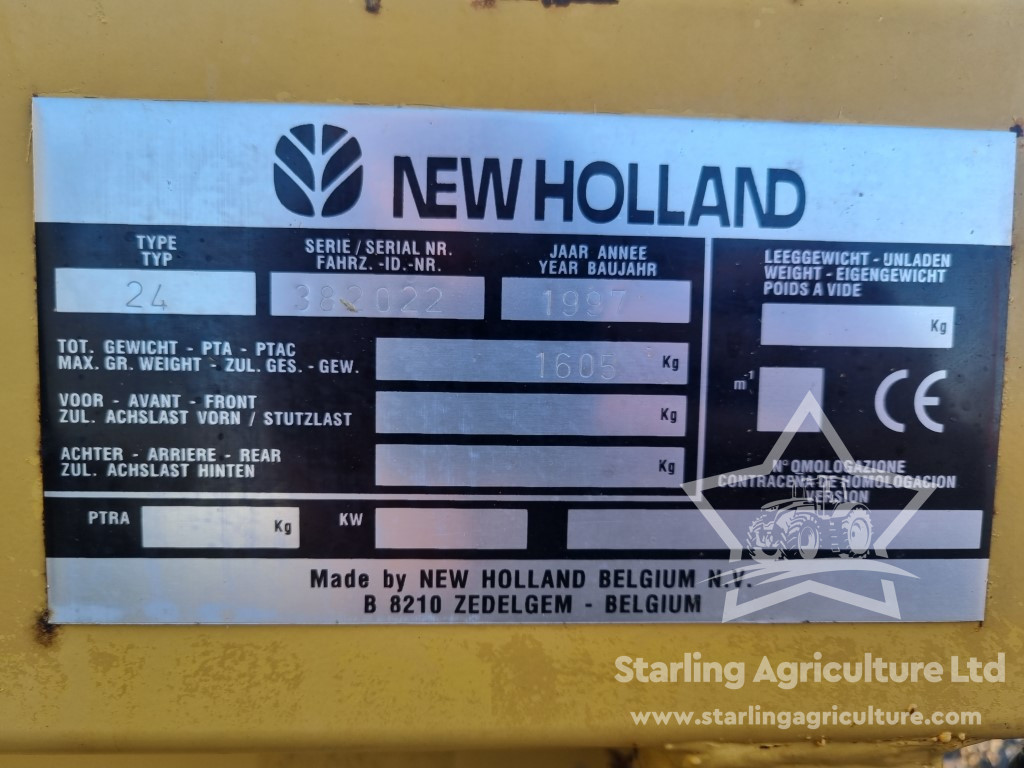 NEW HOLLAND
TYPE
TYP
24
SERIE / SERIAL NR.
FAHRZ. -ID.-NR.
382022
JAAR ANNEE
YEAR BAUJAHR
1997
LEEGGEWICHT - UNLADEN
WEIGHT - EIGENGEWICHT
POIDS A VIDE
Kg
TOT. GEWICHT - PTA - PTAC
MAX. GR. WEIGHT - ZUL. GES. - GEW.
1605 Kg
VOOR - AVANT - FRONT
ZUL. ACHSLAST VORN / STUTZLAST
Kg
ACHTER - ARRIERE - REAR
ZUL. ACHSLAST HINTEN
Kg
m⁻¹
CE
N° OMOLOGAZIONE
CONTRACENA DE HOMOLOGACION
VERSION
PTRA Kg
KW
Made by NEW HOLLAND BELGIUM N.V.
B 8210 ZEDELGEM - BELGIUM
Starling Agriculture Ltd
www.starlingagriculture.com